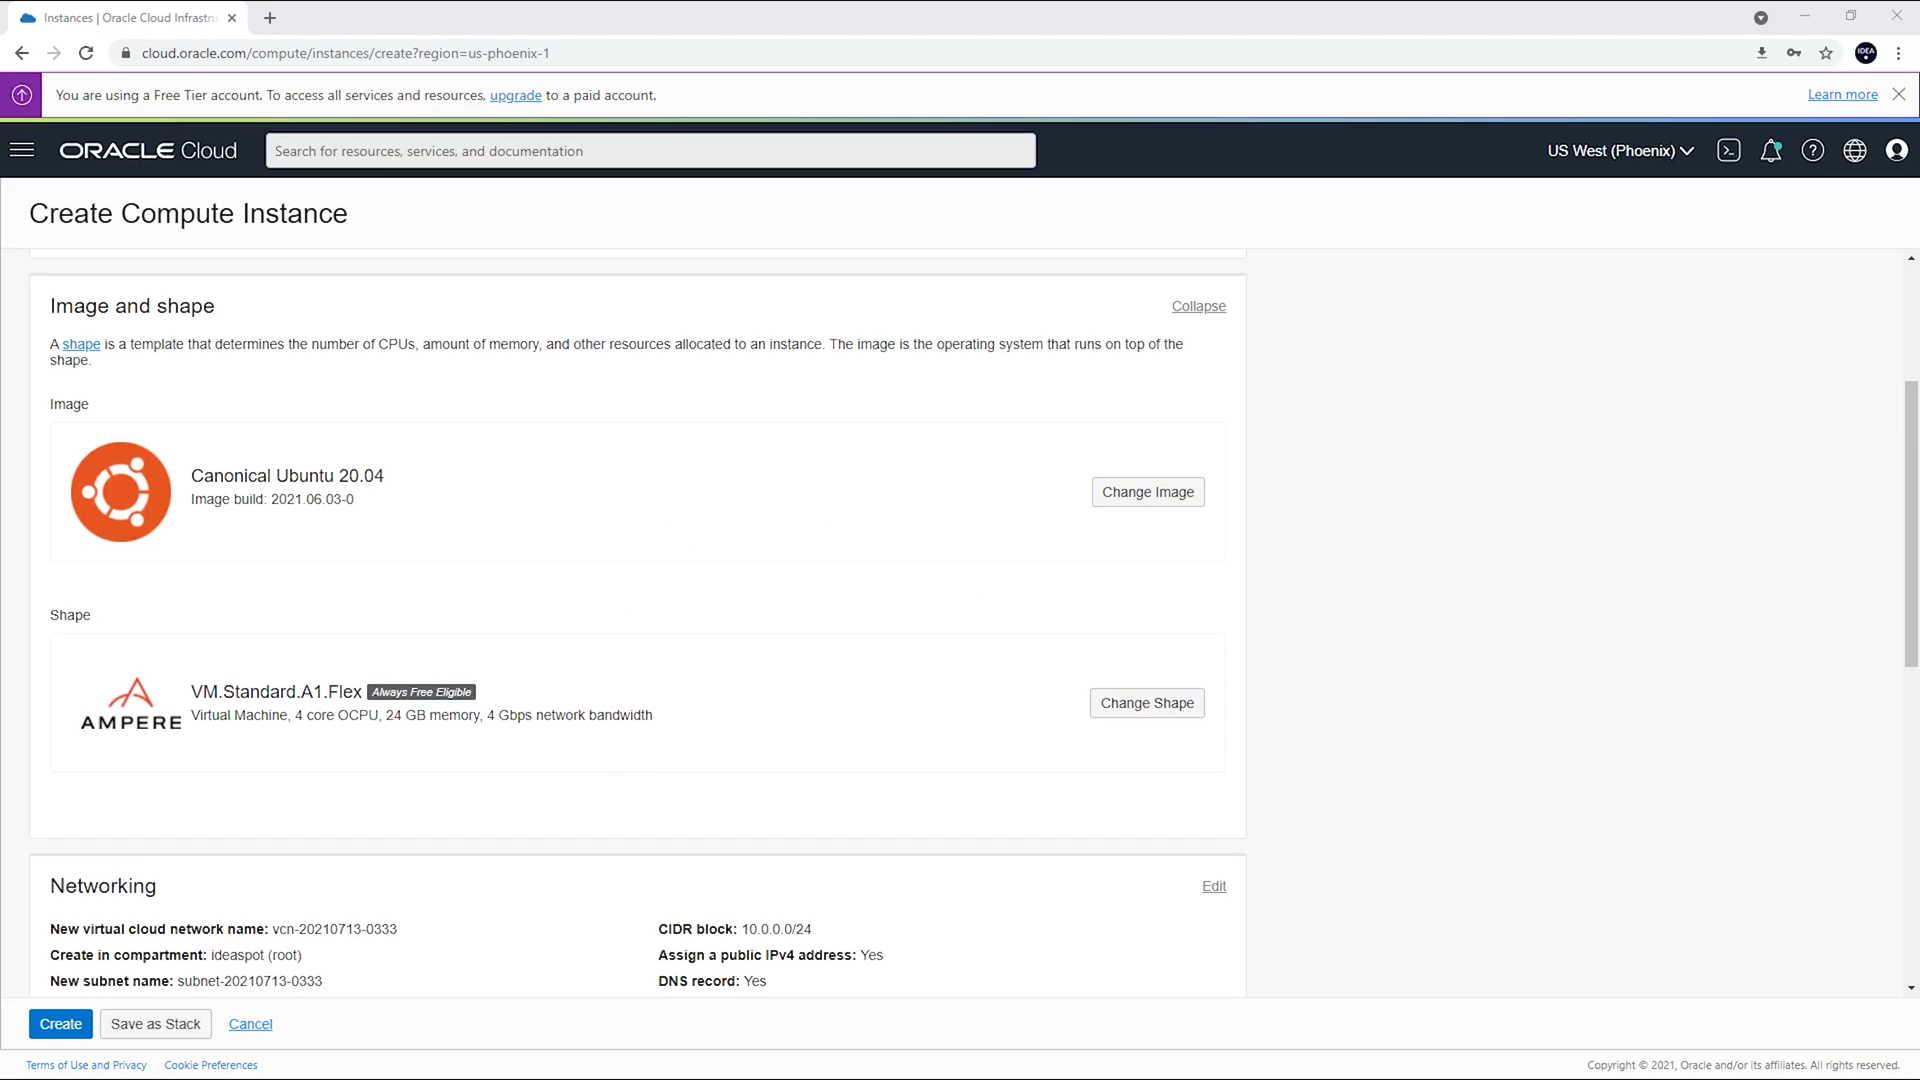 Instances | Oracle Cloud Infrastru
cloud.oracle.com/compute/instances/create?region=us-phoenix-1
IDEA
You are using a Free Tier account. To access all services and resources, upgrade to a paid account.
Learn more
ORACLE Cloud
Search for resources, services, and documentation
US West (Phoenix)
Create Compute Instance
Image and shape
Collapse
A shape is a template that determines the number of CPUs, amount of memory, and other resources allocated to an instance. The image is the operating system that runs on top of the
shape.
Image
Canonical Ubuntu 20.04
Image build: 2021.06.03-0
Change Image
Shape
AMPERE
VM.Standard.A1.Flex Always Free Eligible
Virtual Machine, 4 core OCPU, 24 GB memory, 4 Gbps network bandwidth
Change Shape
Networking
Edit
New virtual cloud network name: vcn-20210713-0333
CIDR block: 10.0.0.0/24
Create in compartment: ideaspot (root)
Assign a public IPv4 address: Yes
New subnet name: subnet-20210713-0333
DNS record: Yes
Create
Save as Stack
Cancel
Terms of Use and Privacy
Cookie Preferences
Copyright © 2021, Oracle and/or its affiliates. All rights reserved.